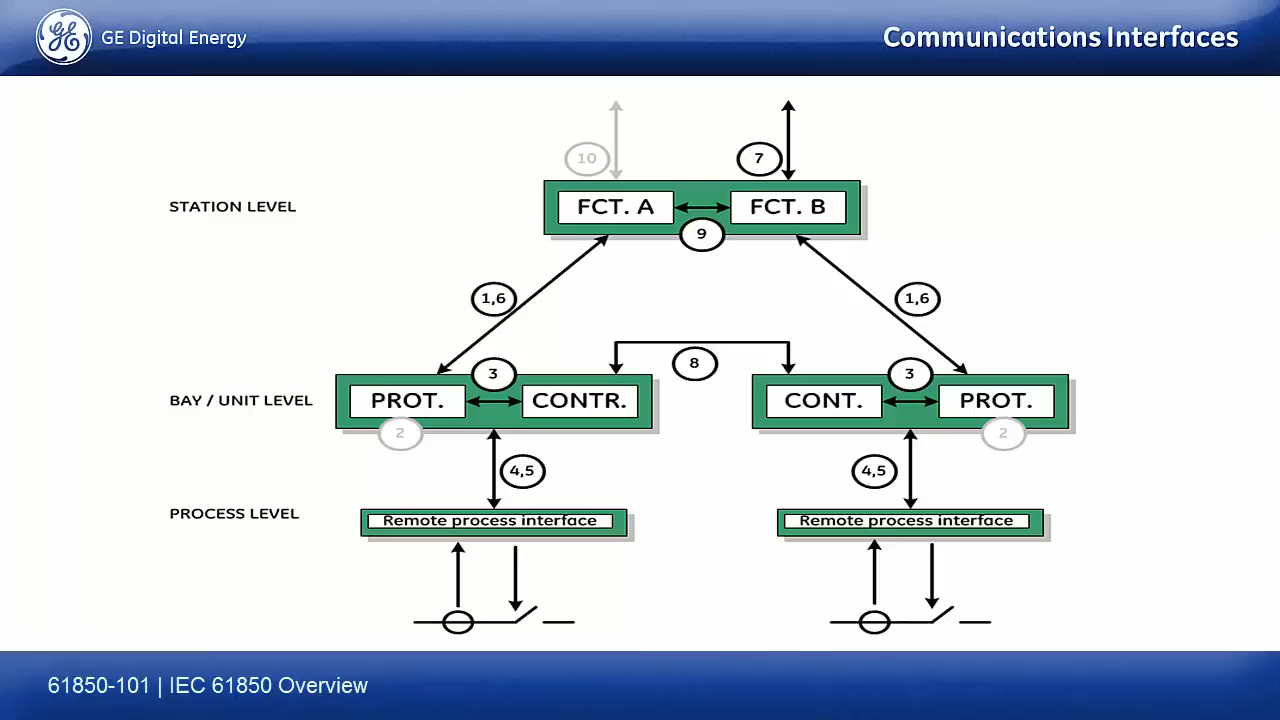 GE Digital Energy
Communications Interfaces
10
7
STATION LEVEL
FCT. A
FCT. B
9
1,6
1,6
8
3
3
BAY / UNIT LEVEL
PROT.
CONTR.
CONT.
PROT.
2
2
4,5
4,5
PROCESS LEVEL
Remote process interface
Remote process interface
61850-101 | IEC 61850 Overview